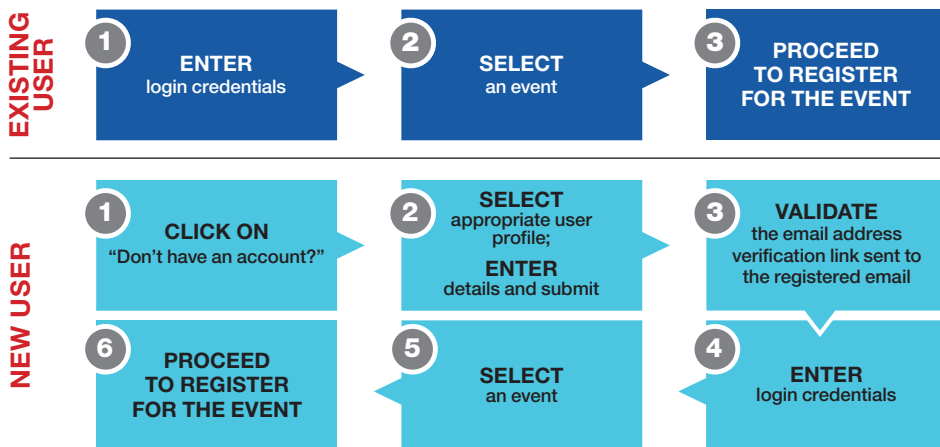 EXISTING
USER
1
ENTER
login credentials
2
SELECT
an event
3
PROCEED
TO REGISTER
FOR THE EVENT
NEW USER
1
CLICK ON
“Don’t have an account?”
2
SELECT
appropriate user
profile;
ENTER
details and submit
3
VALIDATE
the email address
verification link sent to
the registered email
4
ENTER
login credentials
5
SELECT
an event
6
PROCEED
TO REGISTER
FOR THE EVENT